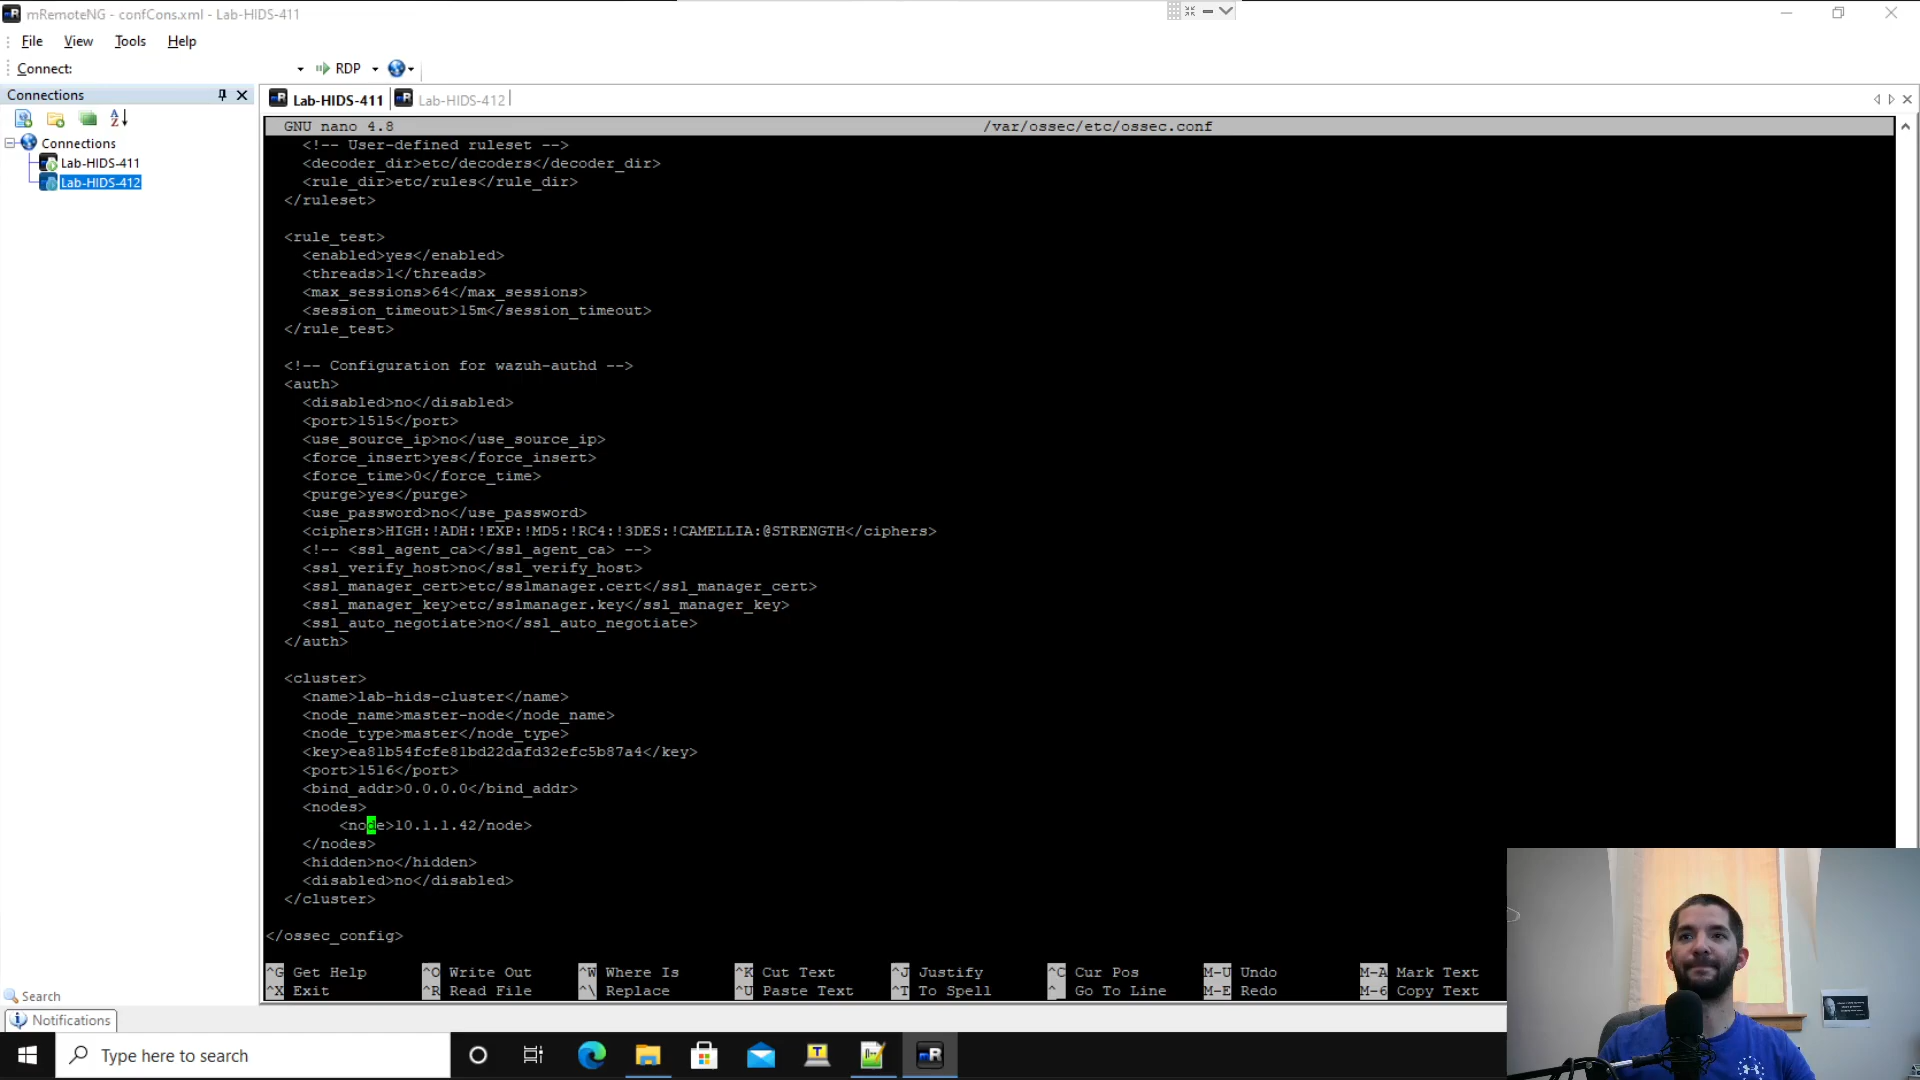 mRemoteNG - confCons.xml - Lab-HIDS-411
File View Tools Help
Connect: RDP
Connections
Lab-HIDS-411 Lab-HIDS-412
Connections
Lab-HIDS-411
Lab-HIDS-412
GNU nano 4.8 /var/ossec/etc/ossec.conf
<!-- User-defined ruleset -->
<decoder_dir>etc/decoders</decoder_dir>
<rule_dir>etc/rules</rule_dir>
</ruleset>
<rule_test>
<enabled>yes</enabled>
<threads>1</threads>
<max_sessions>64</max_sessions>
<session_timeout>15m</session_timeout>
</rule_test>
<!-- Configuration for wazuh-authd -->
<auth>
<disabled>no</disabled>
<port>1515</port>
<use_source_ip>no</use_source_ip>
<force_insert>yes</force_insert>
<force_time>0</force_time>
<purge>yes</purge>
<use_password>no</use_password>
<ciphers>HIGH:!ADH:!EXP:!MD5:!RC4:!3DES:!CAMELLIA:@STRENGTH</ciphers>
<!-- <ssl_agent_ca></ssl_agent_ca> -->
<ssl_verify_host>no</ssl_verify_host>
<ssl_manager_cert>etc/sslmanager.cert</ssl_manager_cert>
<ssl_manager_key>etc/sslmanager.key</ssl_manager_key>
<ssl_auto_negotiate>no</ssl_auto_negotiate>
</auth>
<cluster>
<name>lab-hids-cluster</name>
<node_name>master-node</node_name>
<node_type>master</node_type>
<key>ea81b54fcfe81bd22dafd32efc5b87a4</key>
<port>1516</port>
<bind_addr>0.0.0.0</bind_addr>
<nodes>
<node>10.1.1.42/node>
</nodes>
<hidden>no</hidden>
<disabled>no</disabled>
</cluster>
</ossec_config>
^G Get Help ^O Write Out ^W Where Is ^K Cut Text ^J Justify ^C Cur Pos M-U Undo M-A Mark Text
^X Exit ^R Read File ^\ Replace ^U Paste Text ^T To Spell ^_ Go To Line M-E Redo M-6 Copy Text
Search
Notifications
Type here to search